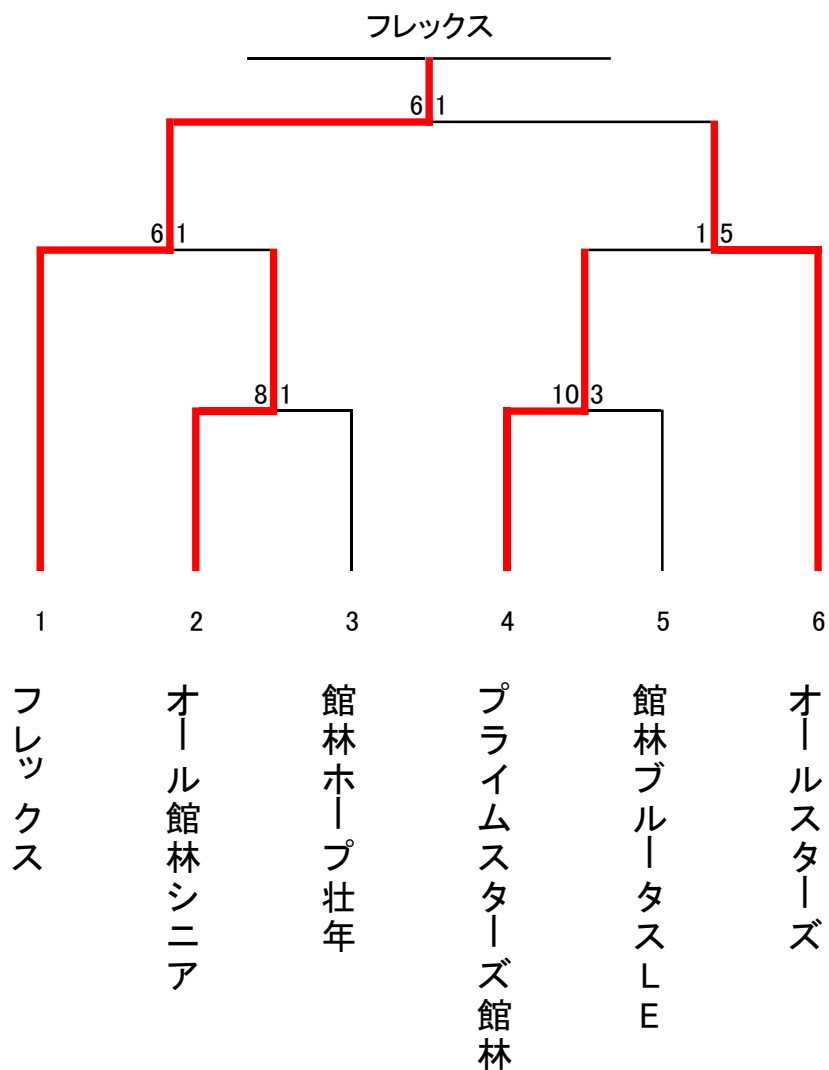 フレックス
6 1
6 1
1 5
8 1
10 3
1 2 3 4 5 6
フレックス
オール館林シニア
館林ホープ壮年
プライムスターズ館林
館林ブルータスLE
オールスターズ